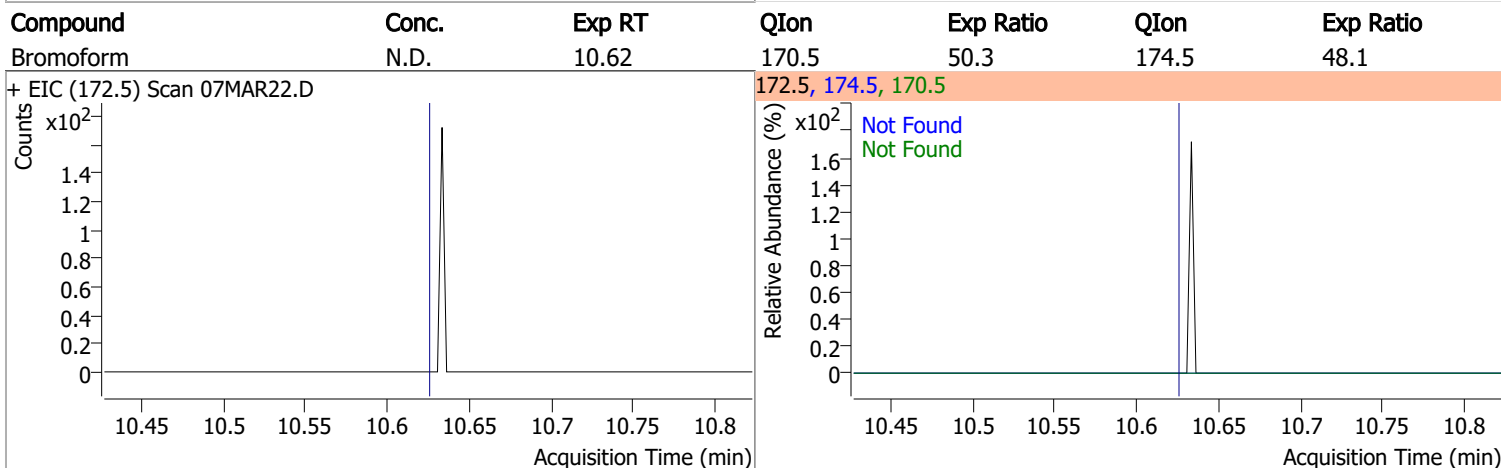 Compound Conc. Exp RT QIon Exp Ratio QIon Exp Ratio
Bromoform N.D. 10.62 170.5 50.3 174.5 48.1
+ EIC (172.5) Scan 07MAR22.D
Counts
x10²
1.4
1.2
1
0.8
0.6
0.4
0.2
0
10.45 10.5 10.55 10.6 10.65 10.7 10.75 10.8
Acquisition Time (min)
172.5, 174.5, 170.5
Relative Abundance (%)
x10²
Not Found
Not Found
1.6
1.4
1.2
1
0.8
0.6
0.4
0.2
0
10.45 10.5 10.55 10.6 10.65 10.7 10.75 10.8
Acquisition Time (min)